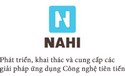 N
NAHI
Phát triển, khai thác và cung cấp các
giải pháp ứng dụng Công nghệ tiên tiến